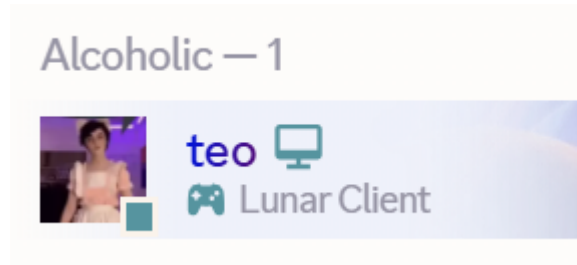 Alcoholic — 1
teo
Lunar Client